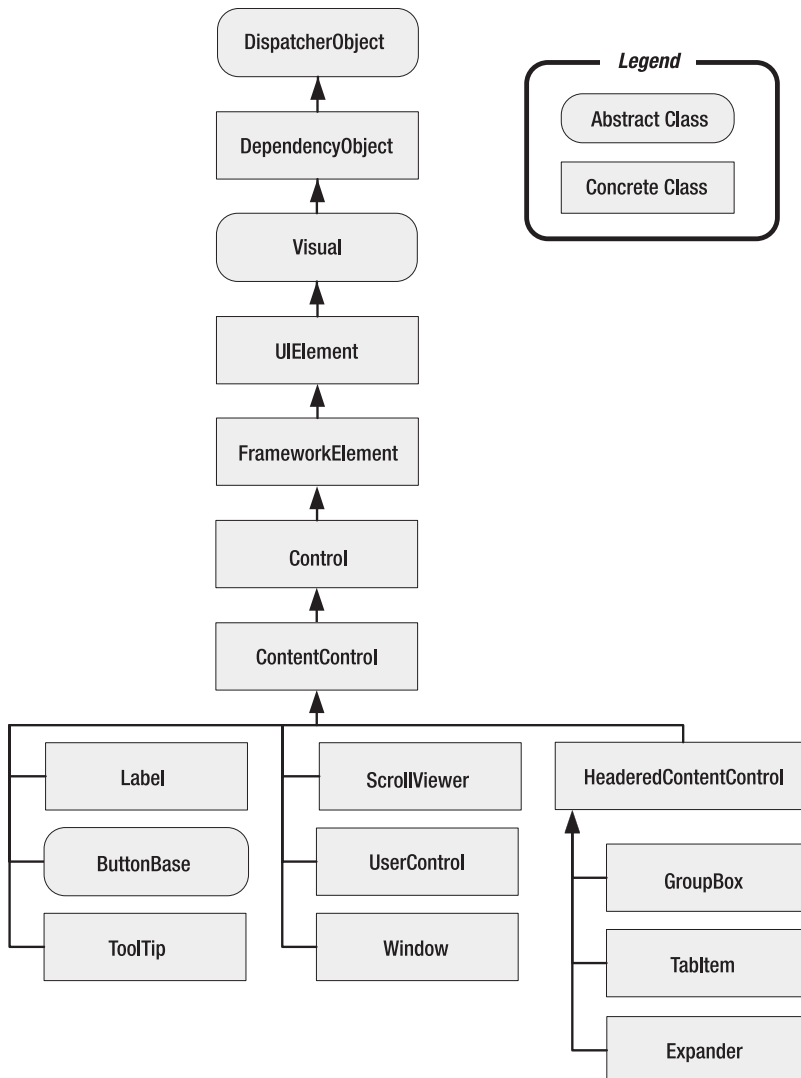 DispatcherObject
Legend
Abstract Class
DependencyObject
Concrete Class
Visual
UIElement
FrameworkElement
Control
ContentControl
Label
ScrollViewer
HeaderedContentControl
ButtonBase
UserControl
GroupBox
ToolTip
Window
TabItem
Expander